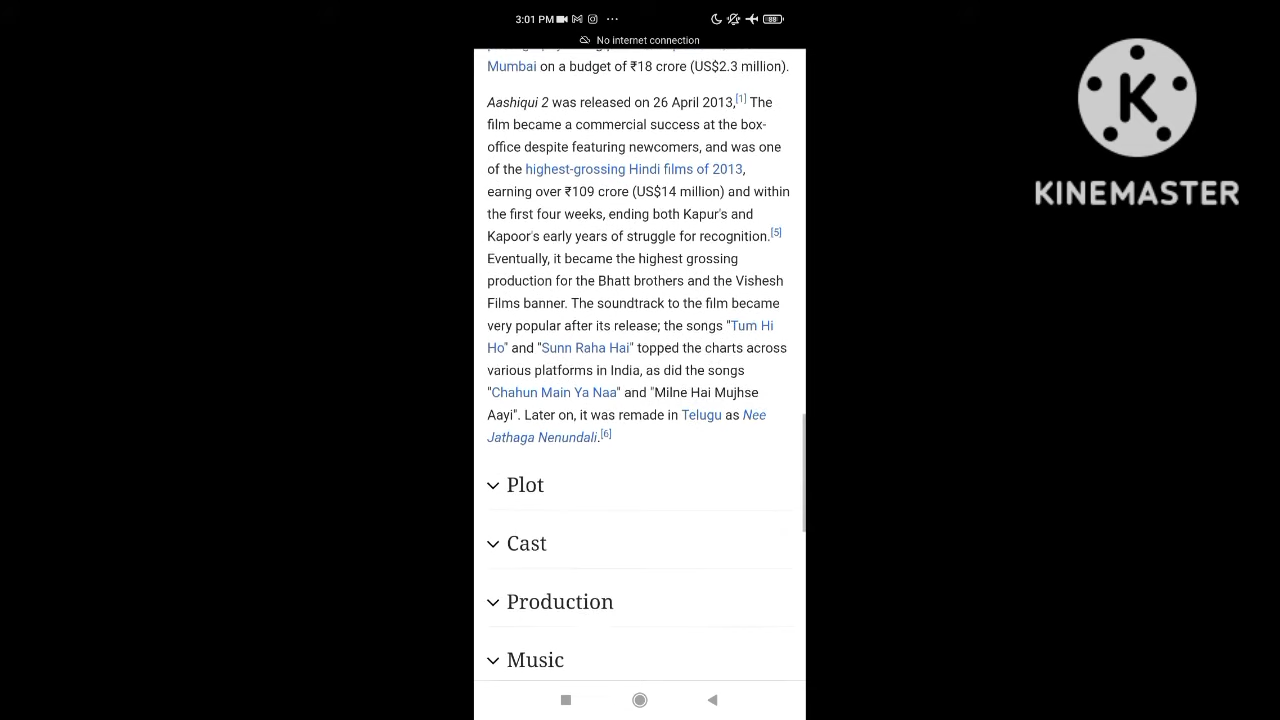 3:01 PM
88
No internet connection
Mumbai on a budget of ₹18 crore (US$2.3 million).
Aashiqui 2 was released on 26 April 2013,[1] The
film became a commercial success at the box-
office despite featuring newcomers, and was one
of the highest-grossing Hindi films of 2013,
earning over ₹109 crore (US$14 million) and within
the first four weeks, ending both Kapur's and
Kapoor's early years of struggle for recognition.[5]
Eventually, it became the highest grossing
production for the Bhatt brothers and the Vishesh
Films banner. The soundtrack to the film became
very popular after its release; the songs "Tum Hi
Ho" and "Sunn Raha Hai" topped the charts across
various platforms in India, as did the songs
"Chahun Main Ya Naa" and "Milne Hai Mujhse
Aayi". Later on, it was remade in Telugu as Nee
Jathaga Nenundali.[6]
Plot
Cast
Production
Music
K
KINEMASTER